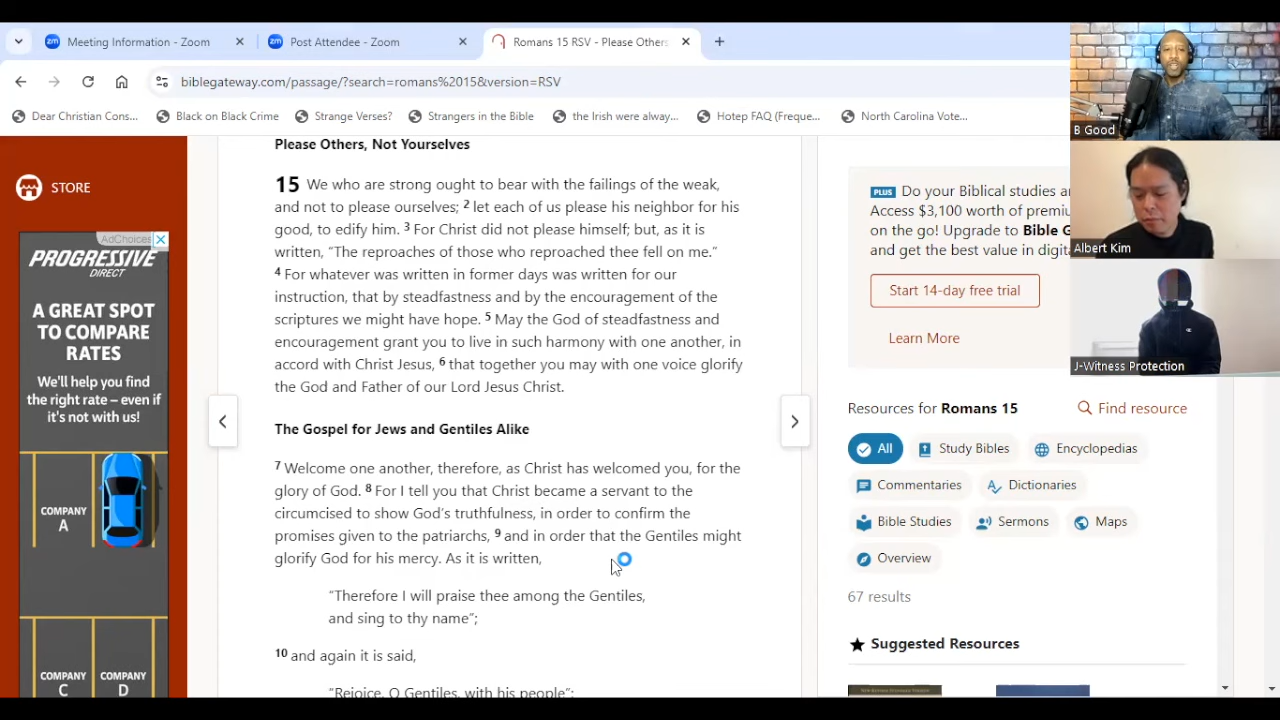 Meeting Information - Zoom
Post Attendee - Zoom
Romans 15 RSV - Please Others
biblegateway.com/passage/?search=romans%2015&version=RSV
Dear Christian Cons...
Black on Black Crime
Strange Verses?
Strangers in the Bible
the Irish were alway...
Hotep FAQ (Freque...
North Carolina Vote...
STORE
AdChoices
PROGRESSIVE
DIRECT
A GREAT SPOT
TO COMPARE
RATES
We'll help you find
the right rate – even if
it's not with us!
COMPANY
A
COMPANY
C
COMPANY
D
Please Others, Not Yourselves
15 We who are strong ought to bear with the failings of the weak,
and not to please ourselves; 2 let each of us please his neighbor for his
good, to edify him. 3 For Christ did not please himself; but, as it is
written, “The reproaches of those who reproached thee fell on me.”
4 For whatever was written in former days was written for our
instruction, that by steadfastness and by the encouragement of the
scriptures we might have hope. 5 May the God of steadfastness and
encouragement grant you to live in such harmony with one another, in
accord with Christ Jesus, 6 that together you may with one voice glorify
the God and Father of our Lord Jesus Christ.
The Gospel for Jews and Gentiles Alike
7 Welcome one another, therefore, as Christ has welcomed you, for the
glory of God. 8 For I tell you that Christ became a servant to the
circumcised to show God’s truthfulness, in order to confirm the
promises given to the patriarchs, 9 and in order that the Gentiles might
glorify God for his mercy. As it is written,
“Therefore I will praise thee among the Gentiles,
and sing to thy name”;
10 and again it is said,
“Rejoice, O Gentiles, with his people”;
PLUS Do your Biblical studies
Access $3,100 worth of
on the go! Upgrade to Bible
and get the best value in
Start 14-day free trial
Learn More
Resources for Romans 15
Find resource
All
Study Bibles
Encyclopedias
Commentaries
Dictionaries
Bible Studies
Sermons
Maps
Overview
67 results
Suggested Resources
B Good
Albert Kim
J-Witness Protection